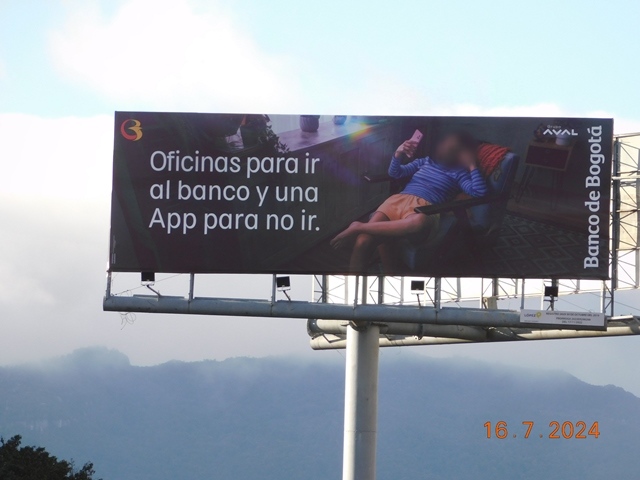 Oficinas para ir
al banco y una
App para no ir.
AVAL
Banco de Bogotá
16.7.2024